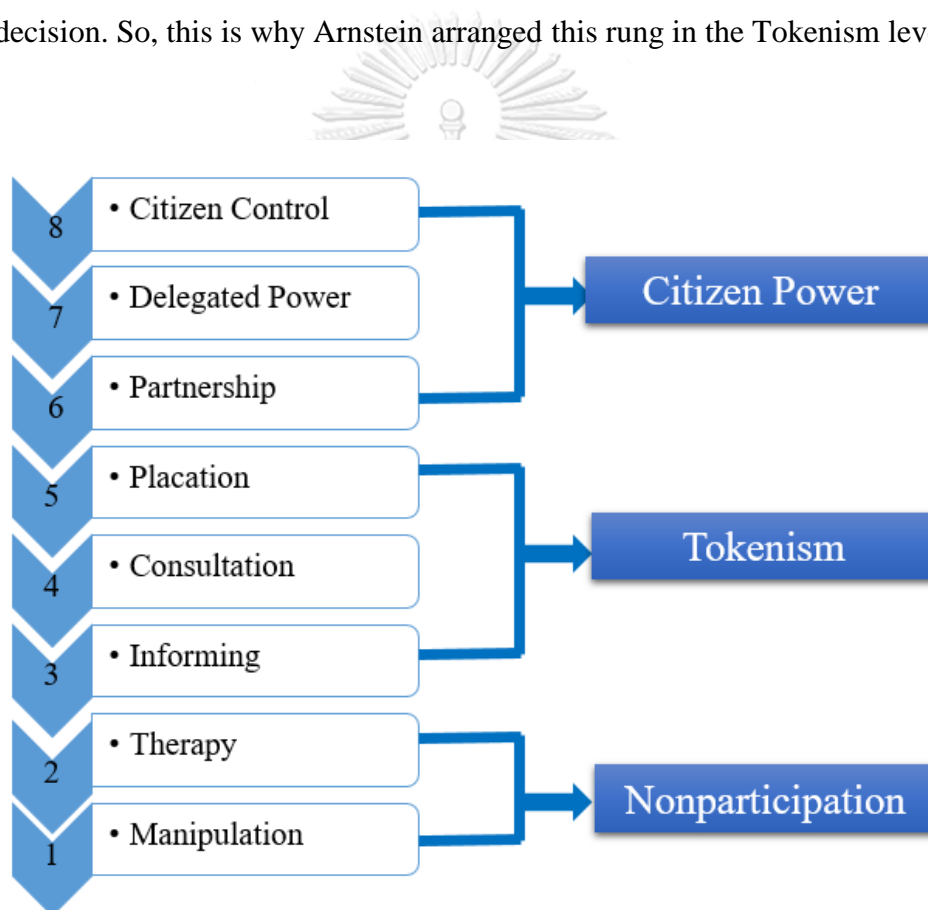 decision. So, this is why Arnstein arranged this rung in the Tokenism
8
• Citizen Control
7
• Delegated Power
6
• Partnership
Citizen Power
5
• Placation
4
• Consultation
3
• Informing
Tokenism
2
• Therapy
1
• Manipulation
Nonparticipation